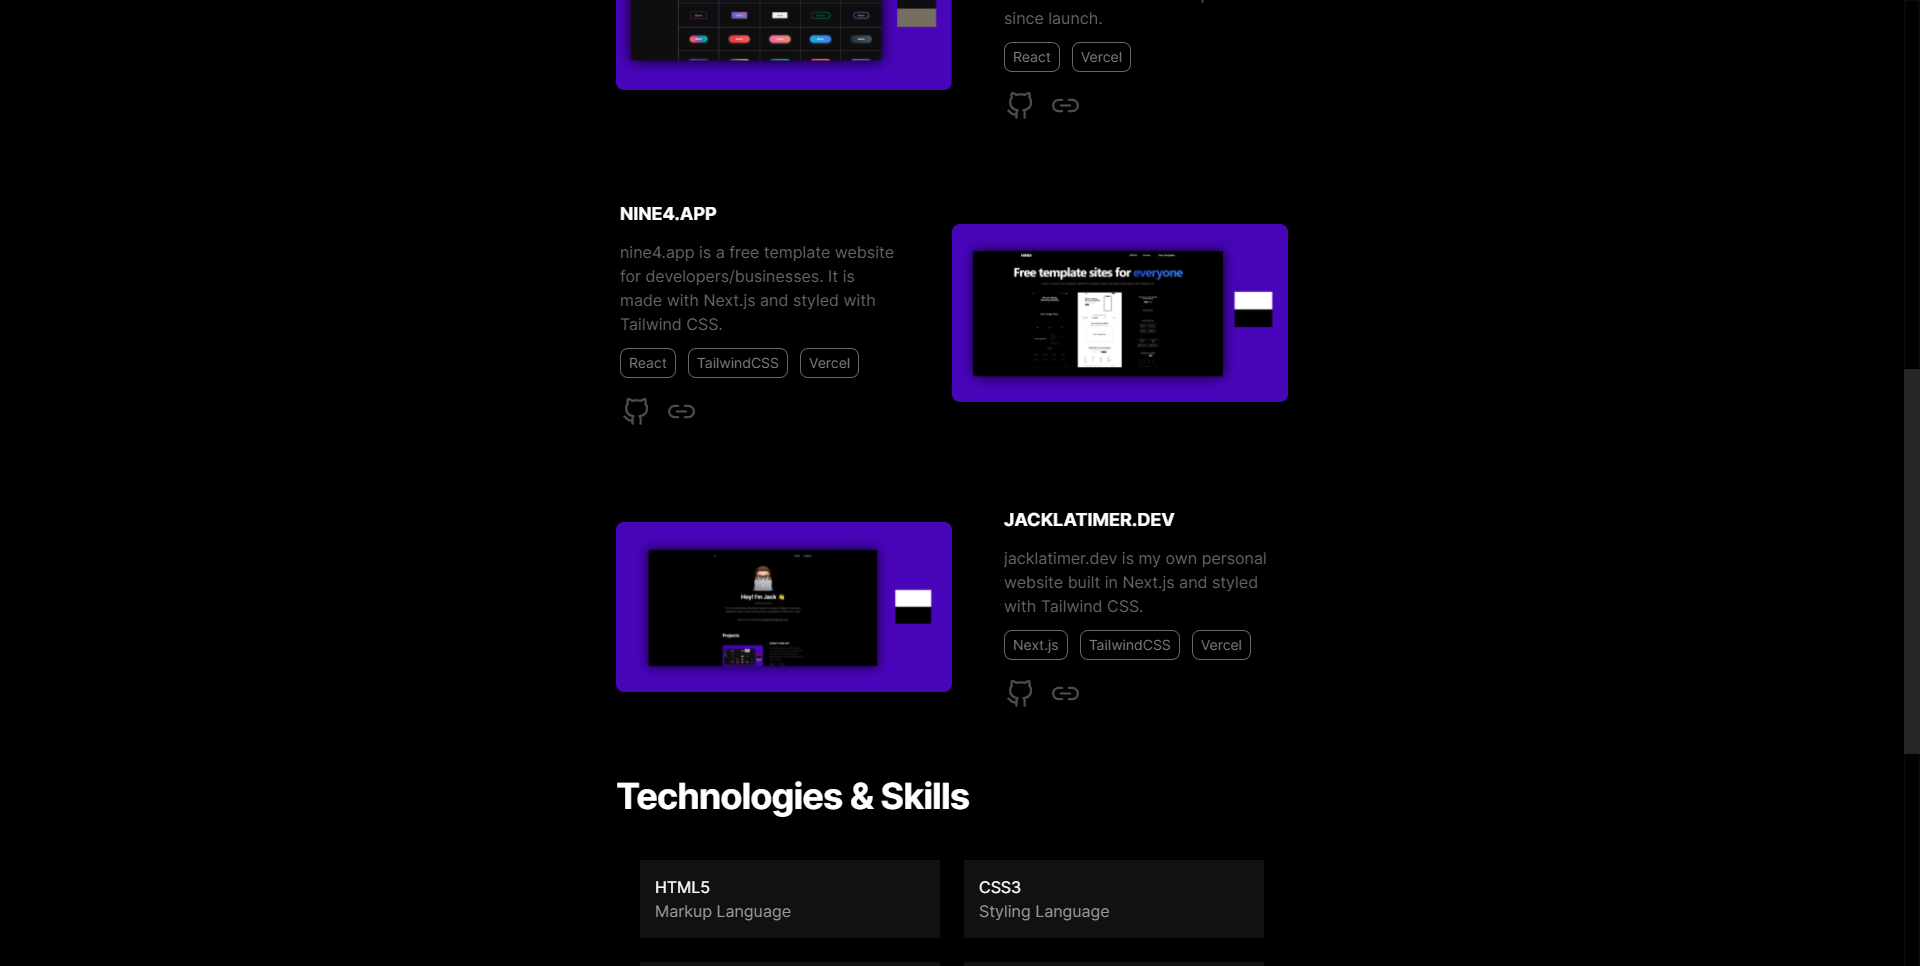 since launch.
React Vercel
NINE4.APP
nine4.app is a free template website
for developers/businesses. It is
made with Next.js and styled with
Tailwind CSS.
React TailwindCSS Vercel
Free template sites for everyone
JACKLATIMER.DEV
jacklatimer.dev is my own personal
website built in Next.js and styled
with Tailwind CSS.
Next.js TailwindCSS Vercel
Hey! I'm Jack 👋
Projects
Technologies & Skills
HTML5
Markup Language
CSS3
Styling Language